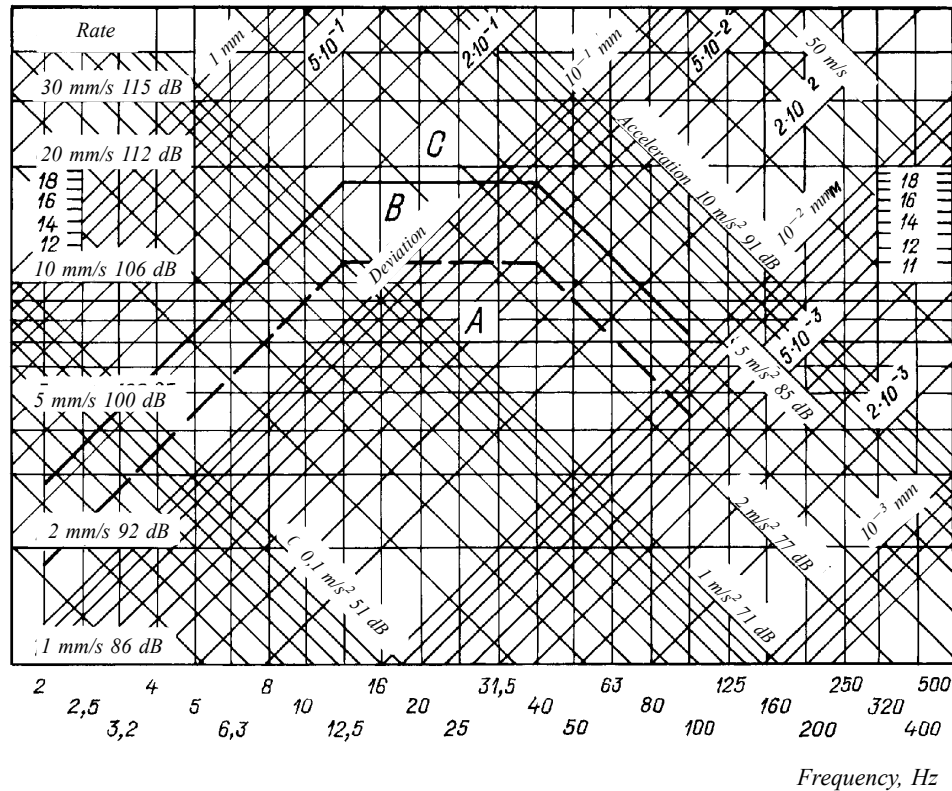 Rate
1 mm
5·10⁻¹
2·10⁻¹
10⁻¹ mm
5·10⁻²
50 m/s
2·10 2
30 mm/s 115 dB
20 mm/s 112 dB
C
Acceleration 10 m/s² 91 dB
18
16
14
12
18
16
14
12
11
B
Deviation
10⁻² mm
10 mm/s 106 dB
A
5·10⁻³
5 m/s² 85 dB
2·10⁻³
5 mm/s 100 dB
2 mm/s 92 dB
0,1 m/s² 51 dB
2 m/s² 77 dB
10⁻³ mm
1 m/s² 71 dB
1 mm/s 86 dB
2 4 5 8 10 16 20 31,5 40 63 125 250 500
2,5 6,3 12,5 25 50 80 160 320
3,2 100 200 400
Frequency, Hz